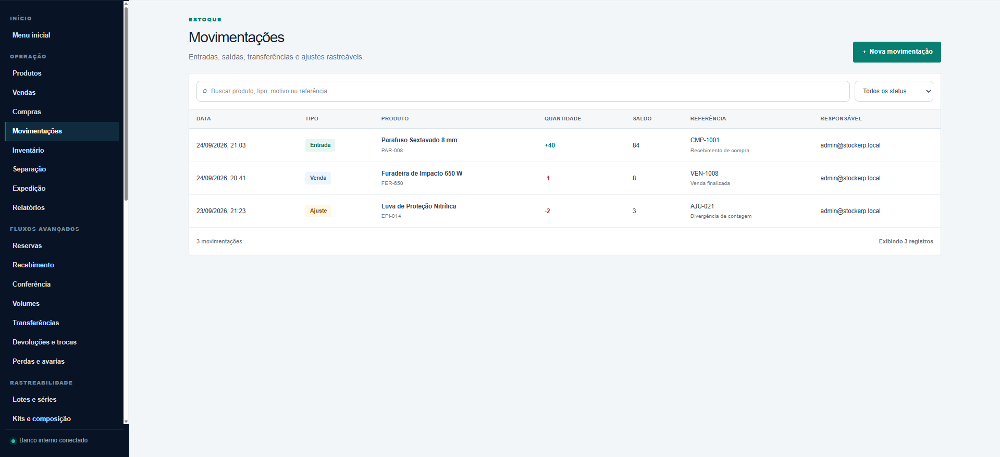 INÍCIO
Menu inicial
OPERAÇÃO
Produtos
Vendas
Compras
Movimentações
Inventário
Separação
Expedição
Relatórios
FLUXOS AVANÇADOS
Reservas
Recebimento
Conferência
Volumes
Transferências
Devoluções e trocas
Perdas e avarias
RASTREABILIDADE
Lotes e séries
Kits e composição
Banco interno conectado
ESTOQUE
Movimentações
Entradas, saídas, transferências e ajustes rastreáveis.
+ Nova movimentação
Buscar produto, tipo, motivo ou referência
Todos os status
DATA TIPO PRODUTO QUANTIDADE SALDO REFERÊNCIA RESPONSÁVEL
24/09/2026, 21:03 Entrada Parafuso Sextavado 8 mm +40 84 CMP-1001 admin@stockerp.local
PAR-008 Recebimento de compra
24/09/2026, 20:41 Venda Furadeira de Impacto 650 W -1 8 VEN-1008 admin@stockerp.local
FER-650 Venda finalizada
23/09/2026, 21:23 Ajuste Luva de Proteção Nitrílica -2 3 AJU-021 admin@stockerp.local
EPI-014 Divergência de contagem
3 movimentações Exibindo 3 registros